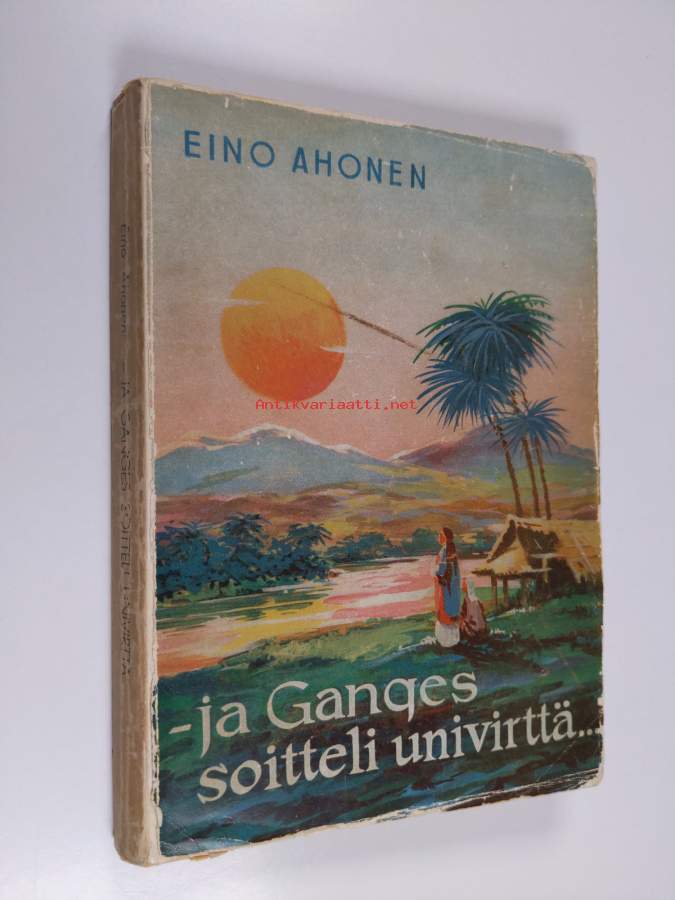 EINO AHONEN
Antikvariaatti.net
-ja Ganges
soitteli univirttä...
EINO AHONEN -JA GANGES SOITTELI UNIVIRTTÄ